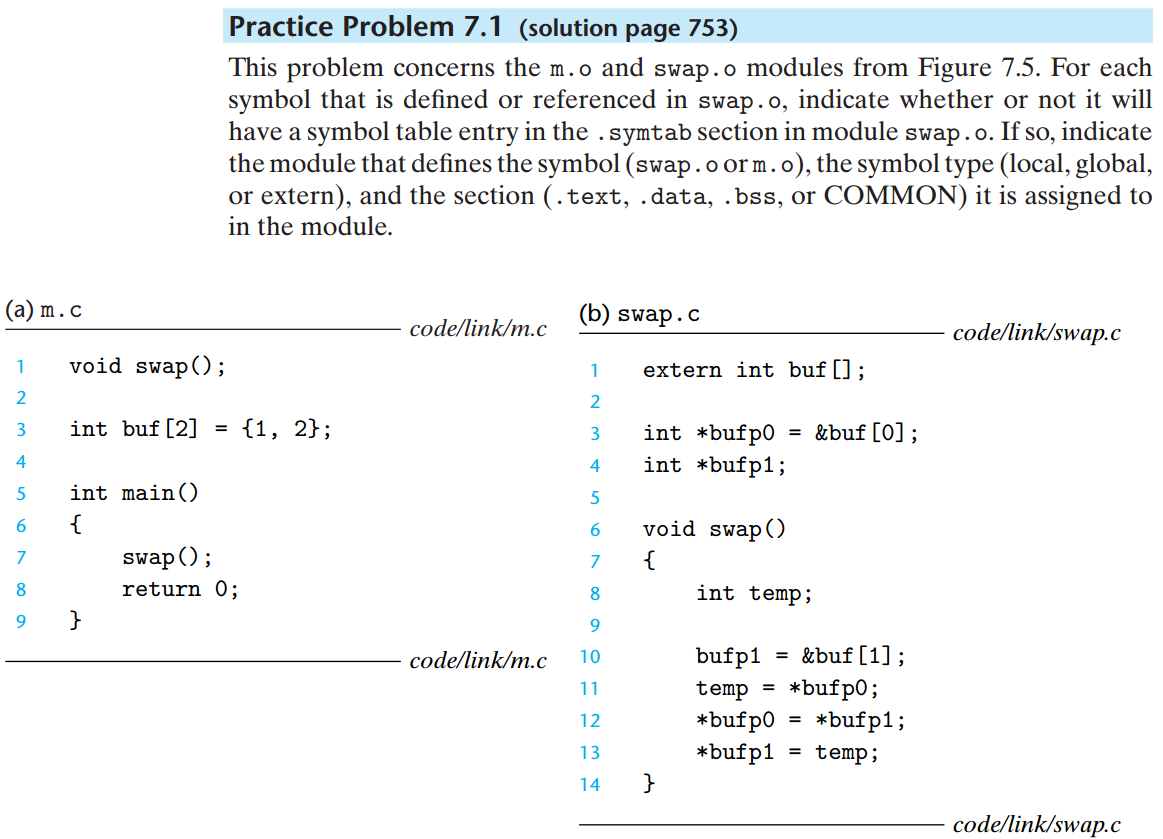 Practice Problem 7.1 (solution page 753)
This problem concerns the m.o and swap.o modules from Figure 7.5. For each
symbol that is defined or referenced in swap.o, indicate whether or not it will
have a symbol table entry in the .symtab section in module swap.o. If so, indicate
the module that defines the symbol (swap.o or m.o), the symbol type (local, global,
or extern), and the section (.text, .data, .bss, or COMMON) it is assigned to
in the module.
(a) m.c
code/link/m.c
1 void swap();
2
3 int buf[2] = {1, 2};
4
5 int main()
6 {
7 swap();
8 return 0;
9 }
code/link/m.c
(b) swap.c
code/link/swap.c
1 extern int buf[];
2
3 int *bufp0 = &buf[0];
4 int *bufp1;
5
6 void swap()
7 {
8 int temp;
9
10 bufp1 = &buf[1];
11 temp = *bufp0;
12 *bufp0 = *bufp1;
13 *bufp1 = temp;
14 }
code/link/swap.c